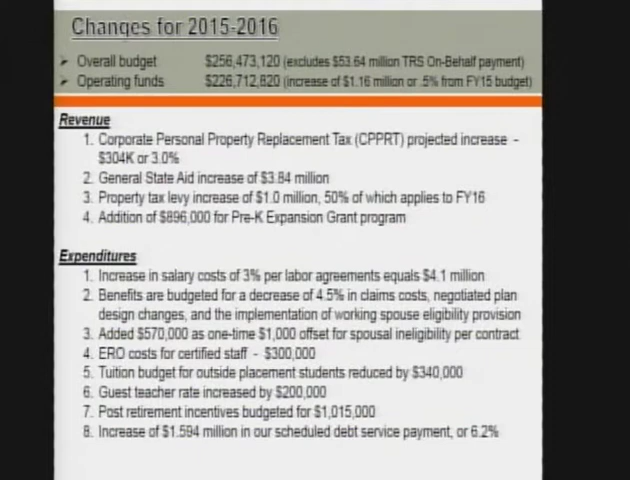 Changes for 2015-2016
➢ Overall budget $256,473,120 (excludes $53.64 million TRS On-Behalf payment)
➢ Operating funds $226,712,820 (increase of $1.16 million or .5% from FY15 budget)
Revenue
1. Corporate Personal Property Replacement Tax (CPPRT) projected increase -
$304K or 3.0%
2. General State Aid increase of $3.84 million
3. Property tax levy increase of $1.0 million, 50% of which applies to FY16
4. Addition of $896,000 for Pre-K Expansion Grant program
Expenditures
1. Increase in salary costs of 3% per labor agreements equals $4.1 million
2. Benefits are budgeted for a decrease of 4.5% in claims costs, negotiated plan
design changes, and the implementation of working spouse eligibility provision
3. Added $570,000 as one-time $1,000 offset for spousal ineligibility per contract
4. ERO costs for certified staff - $300,000
5. Tuition budget for outside placement students reduced by $340,000
6. Guest teacher rate increased by $200,000
7. Post retirement incentives budgeted for $1,015,000
8. Increase of $1.594 million in our scheduled debt service payment, or 6.2%